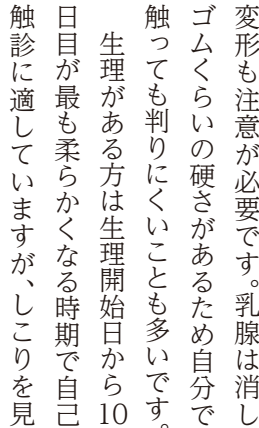 変形も注意が必要です。乳腺は消し
ゴムくらいの硬さがあるため自分で
触っても判りにくいことも多いです。
生理がある方は生理開始日から10
日目が最も柔らかくなる時期で自己
触診に適していますが、しこりを見